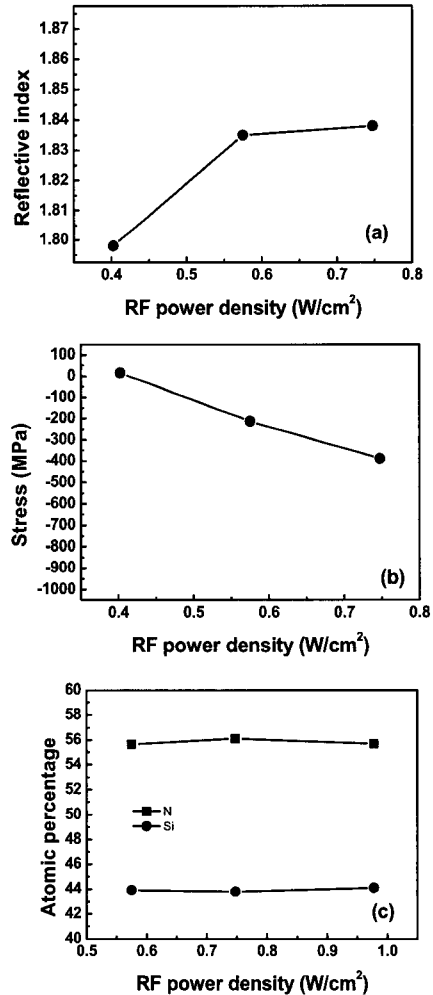 1.87
1.86
1.84
1.83
1.82
1.81
1.80
Reflective index
(a)
0.4 0.5 0.6 0.7 0.8
RF power density (W/cm²)
100
0
-100
-200
-300
-400
-500
-600
-700
-800
-900
-1000
Stress (MPa)
(b)
0.4 0.5 0.6 0.7 0.8
RF power density (W/cm²)
60
58
56
54
52
50
48
46
44
42
40
Atomic percentage
N
Si
(c)
0.5 0.6 0.7 0.8 0.9 1.0
RF power density (W/cm²)